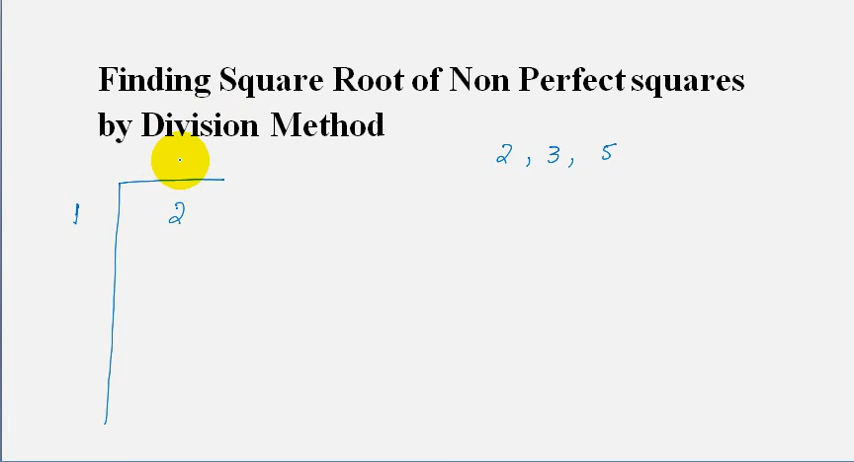 Finding Square Root of Non Perfect squares
by Division Method
2 , 3 , 5
1 2